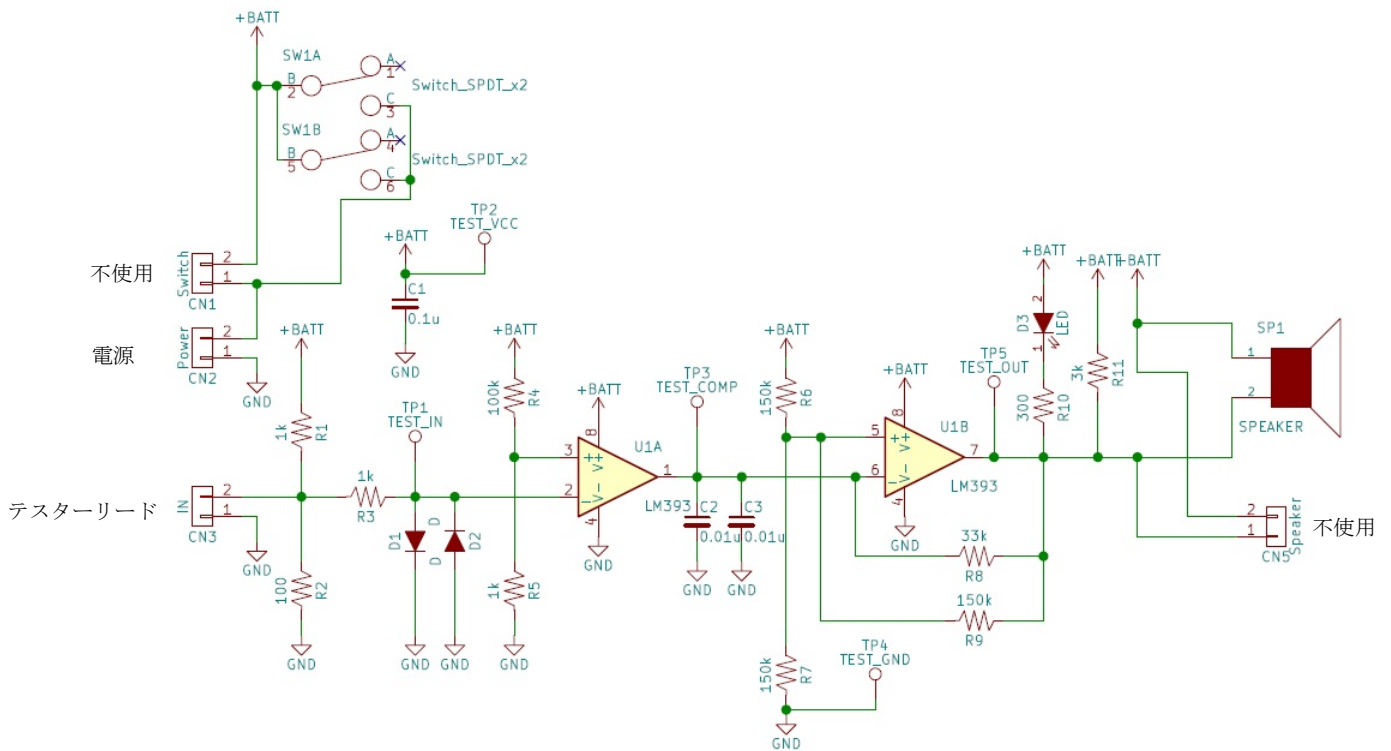 +BATT
SW1A
A
1
B
2
Switch_SPDT_x2
C
3
SW1B
A
4
B
5
Switch_SPDT_x2
C
6
不使用
Switch
2
1
CN1
電源
Power
2
1
CN2
GND
+BATT
TP2
TEST_VCC
C1
0.1u
GND
+BATT
1k
R1
テスターリード
IN
2
1
CN3
GND
100
R2
GND
1k
R3
TP1
TEST_IN
D1
D
D2
D
GND
GND
+BATT
100k
R4
1k
R5
GND
+BATT
3
2
8
4
+
-
V+
V-
1
U1A
LM393
GND
TP3
TEST_COMP
C2
0.01u
GND
C3
0.01u
GND
+BATT
150k
R6
150k
R7
GND
TP4
TEST_GND
+BATT
5
6
8
4
+
-
V+
V-
7
U1B
LM393
GND
33k
R8
150k
R9
TP5
TEST_OUT
+BATT
2
D3
LED
1
300
R10
+BATT
3k
R11
+BATT
SP1
1
2
SPEAKER
2
1
Speaker
CN5
不使用